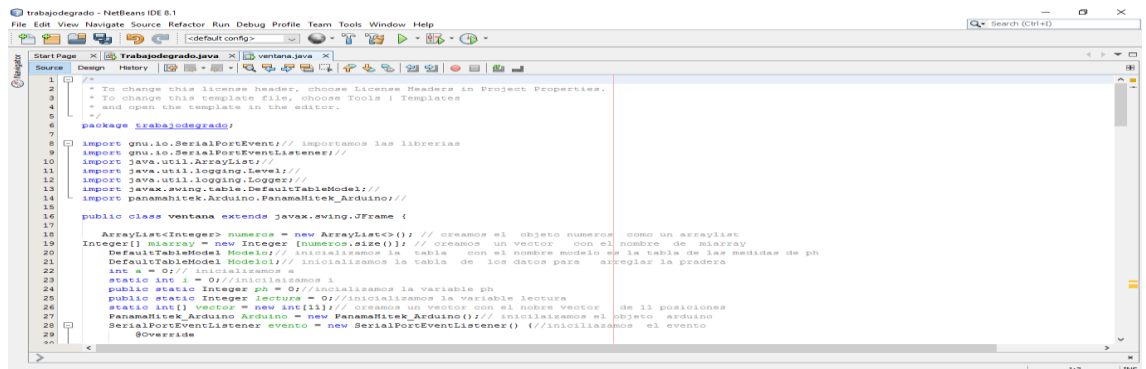 trabajodegrado - NetBeans IDE 8.1
File Edit View Navigate Source Refactor Run Debug Profile Team Tools Window Help
Search (Ctrl+I)
<default config>
Start Page Trabajodegrado.java ventana.java
Navigator
Source Design History
1 /*
2 * To change this license header, choose License Headers in Project Properties.
3 * To change this template file, choose Tools | Templates
4 * and open the template in the editor.
5 */
6 package trabajodegrado;
7
8 import gnu.io.SerialPortEvent;// importamos las librerias
9 import gnu.io.SerialPortEventListener;//
10 import java.util.ArrayList;//
11 import java.util.logging.Level;//
12 import java.util.logging.Logger;//
13 import javax.swing.table.DefaultTableModel;//
14 import panamahitek.Arduino.PanamaHitek_Arduino;//
15
16 public class ventana extends javax.swing.JFrame {
17
18 ArrayList<Integer> numeros = new ArrayList<>(); // creamos el objeto numeros como un arraylist
19 Integer[] miarray = new Integer [numeros.size()]; // creamos un vector con el nombre de miarray
20 DefaultTableModel Modelo;// inicializamos la tabla con el nombre modelo es la tabla de las medidas de ph
21 DefaultTableModel Modelo1;// inicializamos la tabla de los datos para arreglar la pradera
22 int a = 0;// inicializamos a
23 static int i = 0;//inicilaizamos i
24 public static Integer ph = 0;//inicializamos la variable ph
25 public static Integer lectura = 0;//inicializamos la variable lectura
26 static int[] vector = new int[11];// creamos un vector con el nobre vector de 11 posiciones
27 PanamaHitek_Arduino Arduino = new PanamaHitek_Arduino();// inicilaizamos el objeto arduino
28 SerialPortEventListener evento = new SerialPortEventListener() {//iniciliazamos el evento
29 @Override
30